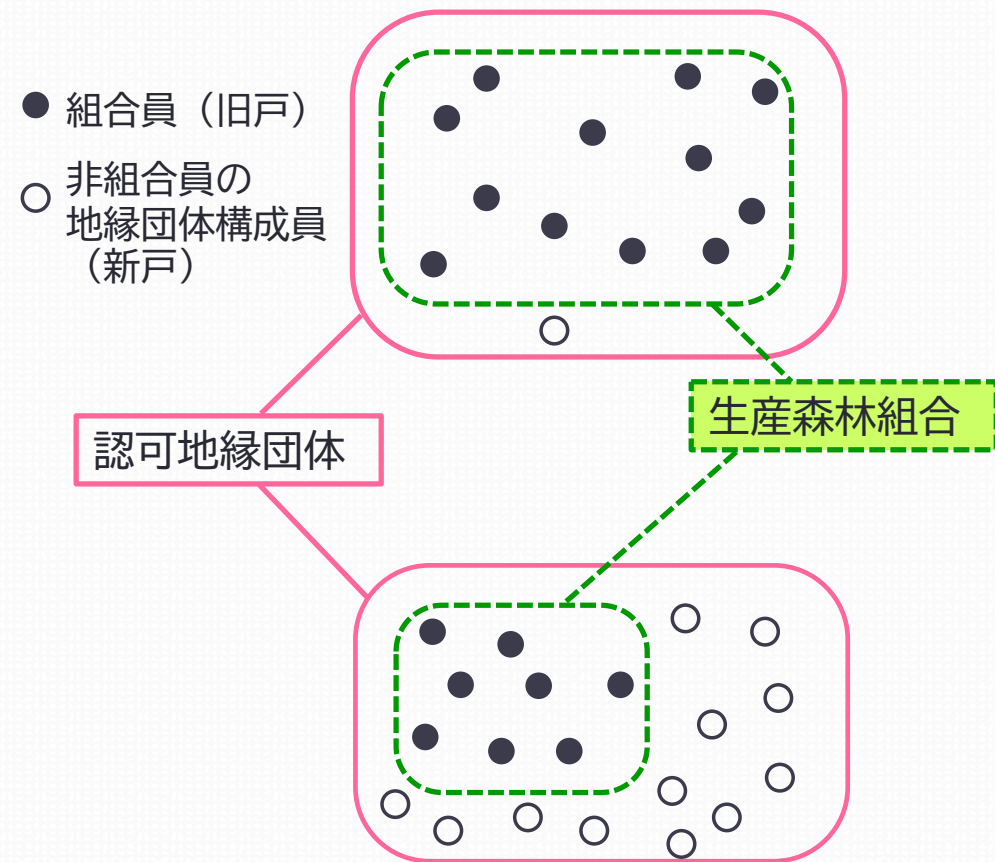 組合員（旧戸）
非組合員の
地縁団体構成員
（新戸）
認可地縁団体
生産森林組合